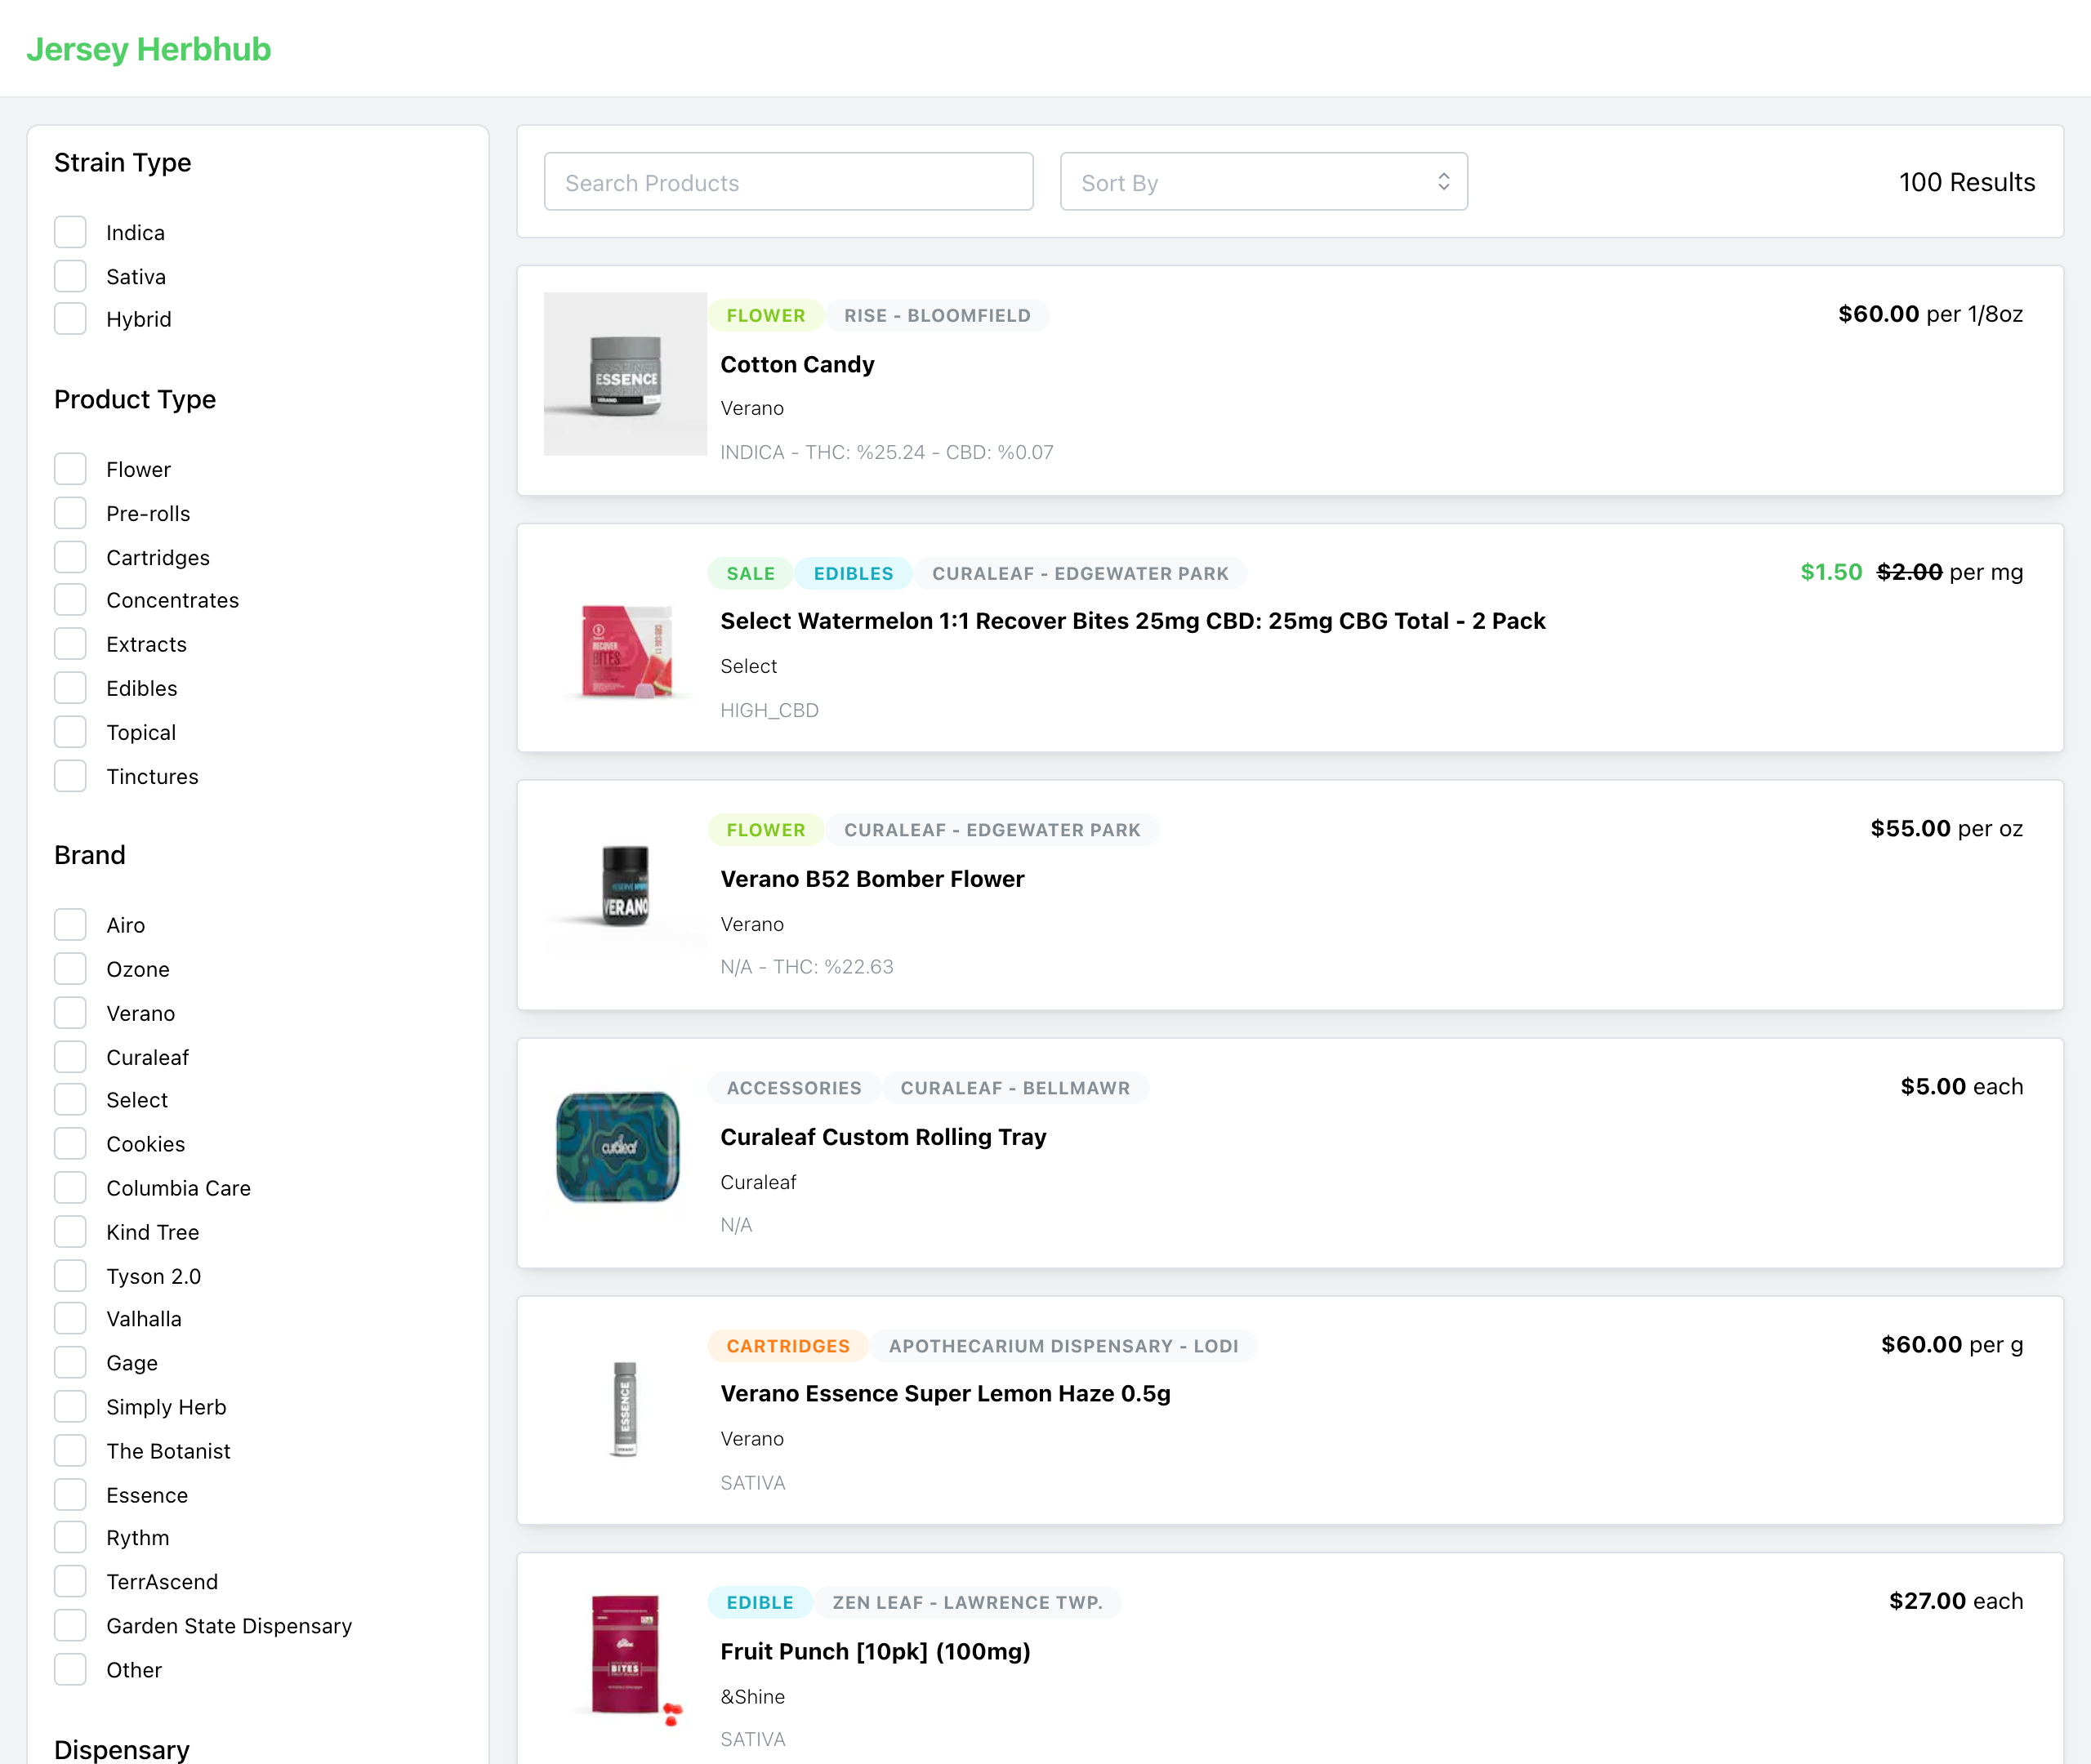 Jersey Herbhub
Strain Type
Indica
Sativa
Hybrid
Product Type
Flower
Pre-rolls
Cartridges
Concentrates
Extracts
Edibles
Topical
Tinctures
Brand
Airo
Ozone
Verano
Curaleaf
Select
Cookies
Columbia Care
Kind Tree
Tyson 2.0
Valhalla
Gage
Simply Herb
The Botanist
Essence
Rythm
TerrAscend
Garden State Dispensary
Other
Dispensary
Search Products
Sort By
100 Results
ESSENCE
VERANO
FLOWER RISE - BLOOMFIELD
$60.00 per 1/8oz
Cotton Candy
Verano
INDICA - THC: %25.24 - CBD: %0.07
RECOVER
BITES
SALE EDIBLES CURALEAF - EDGEWATER PARK
$1.50 $2.00 per mg
Select Watermelon 1:1 Recover Bites 25mg CBD: 25mg CBG Total - 2 Pack
Select
HIGH_CBD
VERANO
FLOWER CURALEAF - EDGEWATER PARK
$55.00 per oz
Verano B52 Bomber Flower
Verano
N/A - THC: %22.63
curaleaf
ACCESSORIES CURALEAF - BELLMAWR
$5.00 each
Curaleaf Custom Rolling Tray
Curaleaf
N/A
ESSENCE
CARTRIDGES APOTHECARIUM DISPENSARY - LODI
$60.00 per g
Verano Essence Super Lemon Haze 0.5g
Verano
SATIVA
BITES
EDIBLE ZEN LEAF - LAWRENCE TWP.
$27.00 each
Fruit Punch [10pk] (100mg)
&Shine
SATIVA